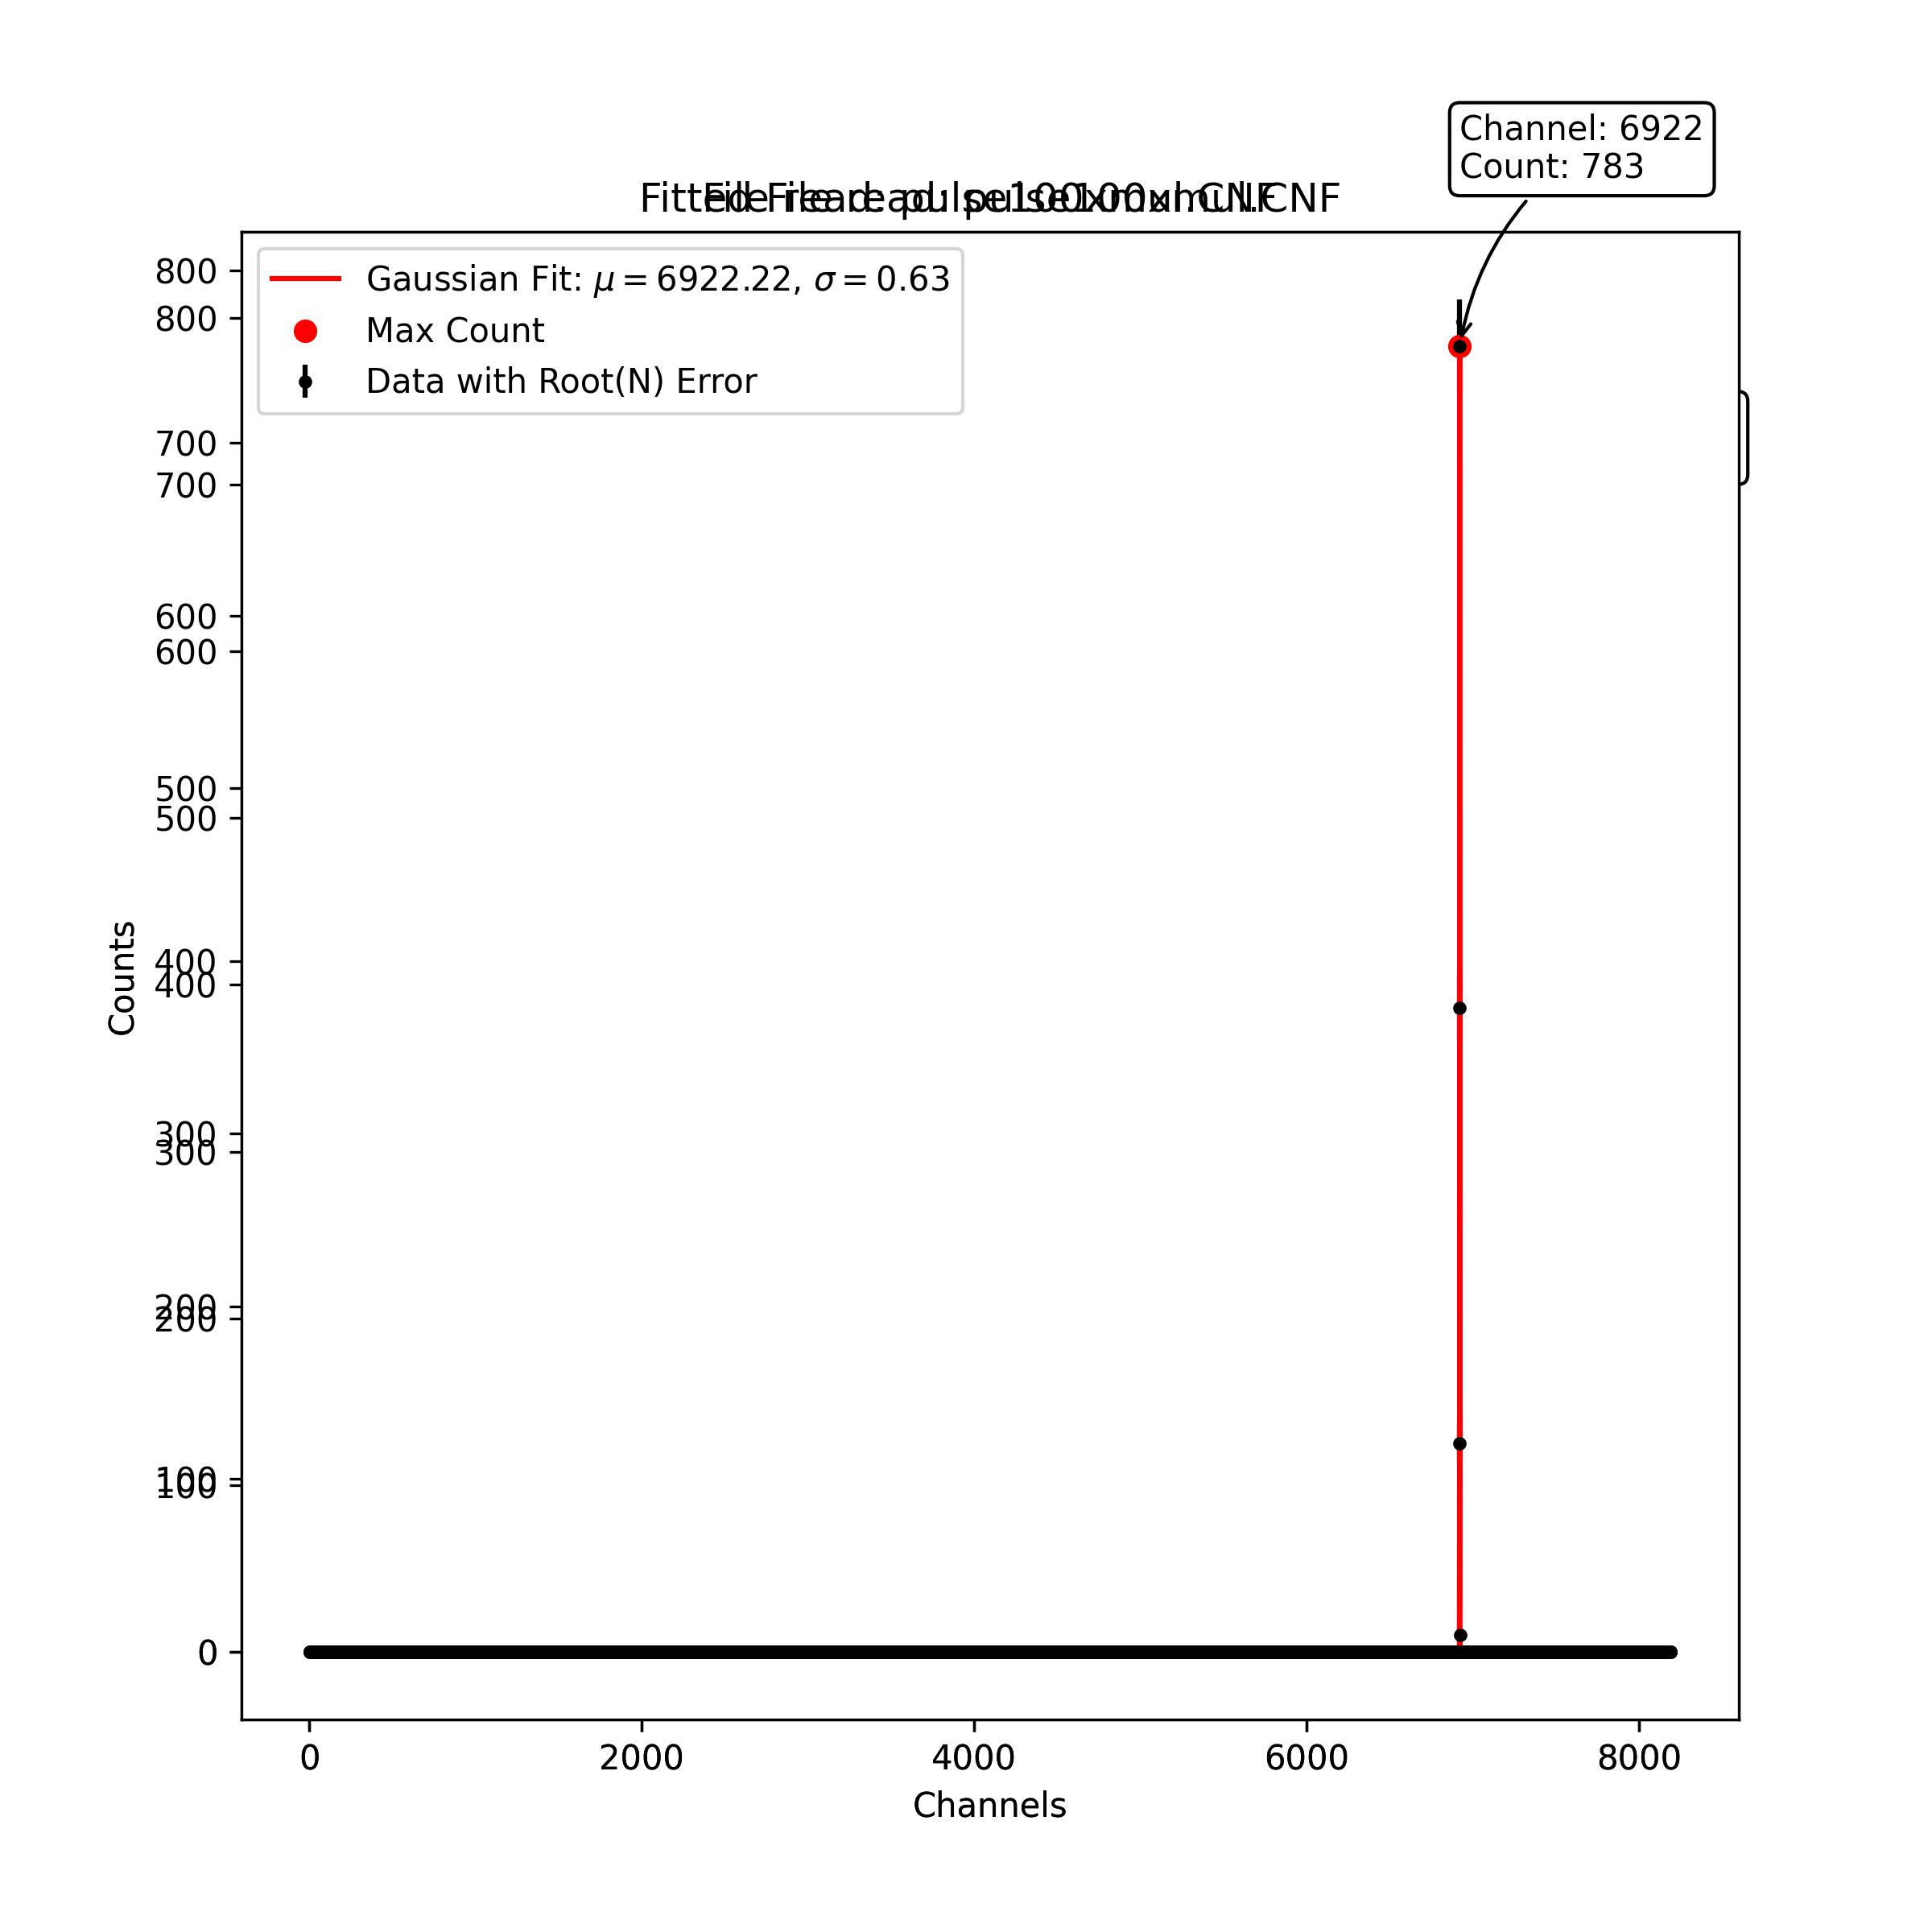 Channel: 6922
Count: 783
Gaussian Fit: μ = 6922.22, σ = 0.63
Max Count
Data with Root(N) Error
800
800
700
700
600
600
500
500
400
400
300
300
200
200
100
100
0
Counts
0 2000 4000 6000 8000
Channels